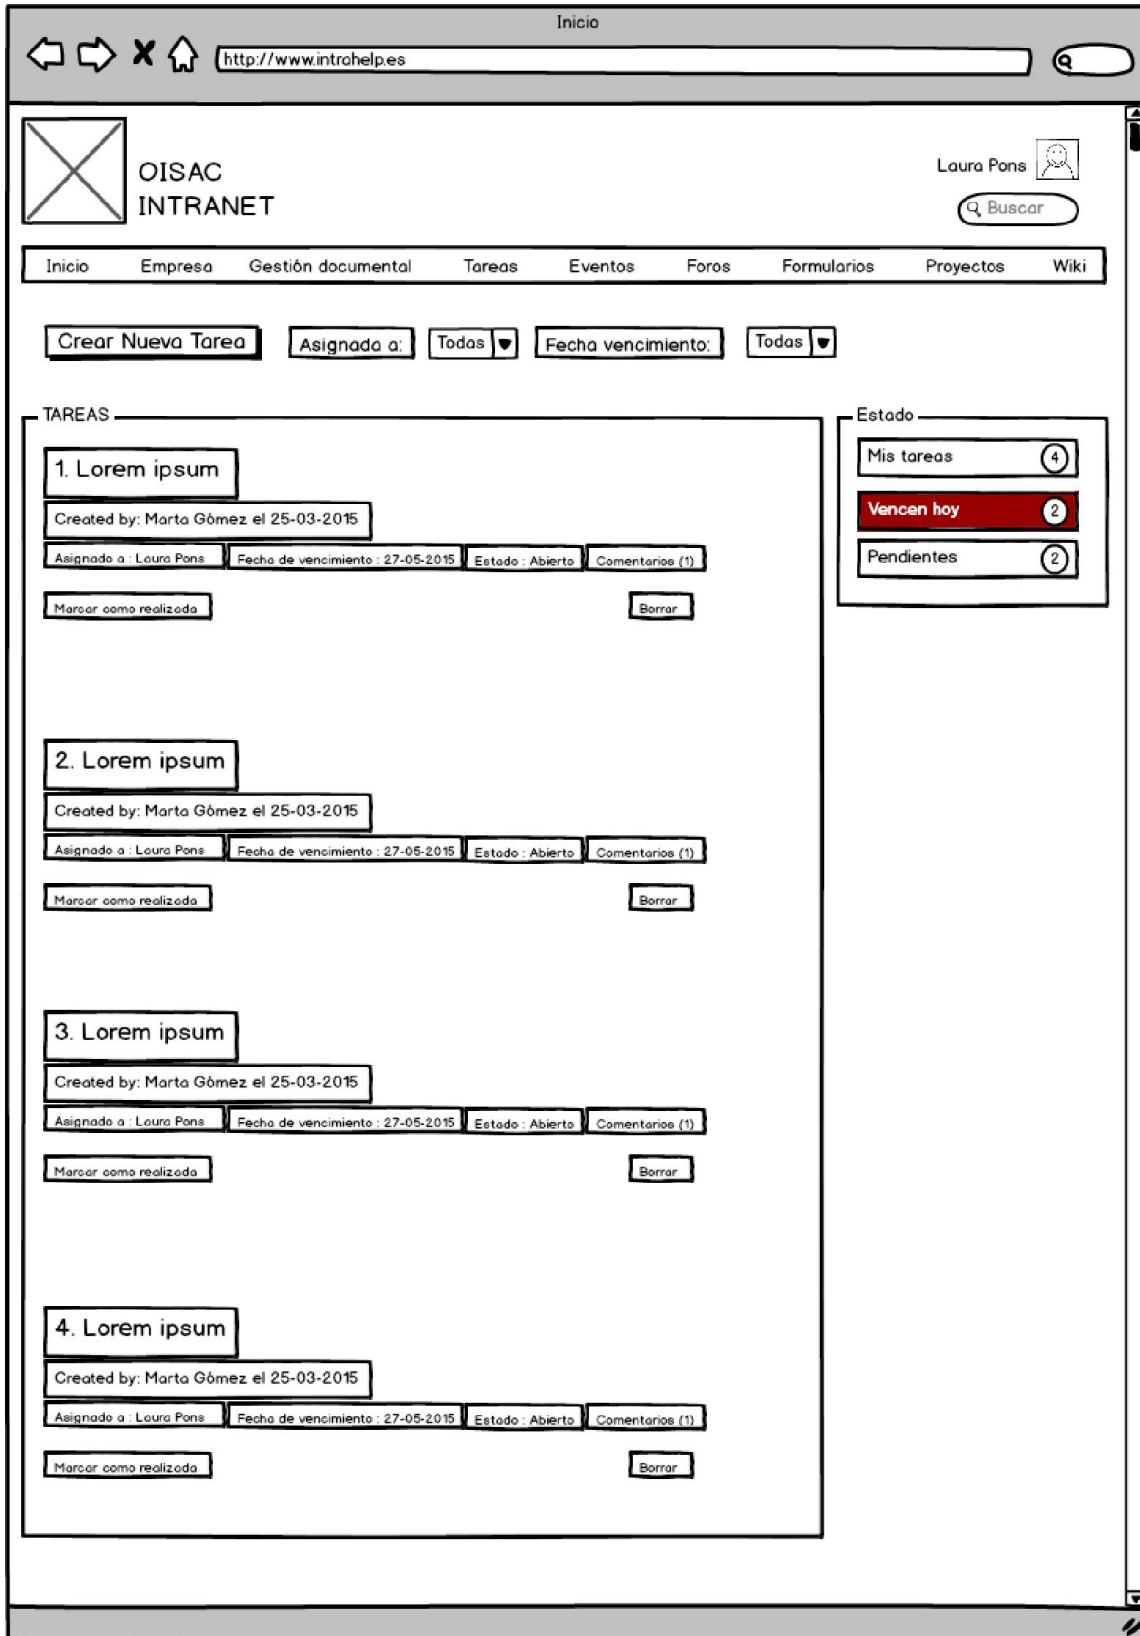 Inicio
http://www.intrahelp.es
OISAC
INTRANET
Laura Pons
Buscar
Inicio Empresa Gestión documental Tareas Eventos Foros Formularios Proyectos Wiki
Crear Nueva Tarea Asignada a: Todas Fecha vencimiento: Todas
TAREAS
1. Lorem ipsum
Created by: Marta Gómez el 25-03-2015
Asignado a : Laura Pons Fecha de vencimiento : 27-05-2015 Estado : Abierto Comentarios (1)
Marcar como realizada Borrar
2. Lorem ipsum
Created by: Marta Gómez el 25-03-2015
Asignado a : Laura Pons Fecha de vencimiento : 27-05-2015 Estado : Abierto Comentarios (1)
Marcar como realizada Borrar
3. Lorem ipsum
Created by: Marta Gómez el 25-03-2015
Asignado a : Laura Pons Fecha de vencimiento : 27-05-2015 Estado : Abierto Comentarios (1)
Marcar como realizada Borrar
4. Lorem ipsum
Created by: Marta Gómez el 25-03-2015
Asignado a : Laura Pons Fecha de vencimiento : 27-05-2015 Estado : Abierto Comentarios (1)
Marcar como realizada Borrar
Estado
Mis tareas 4
Vencen hoy 2
Pendientes 2